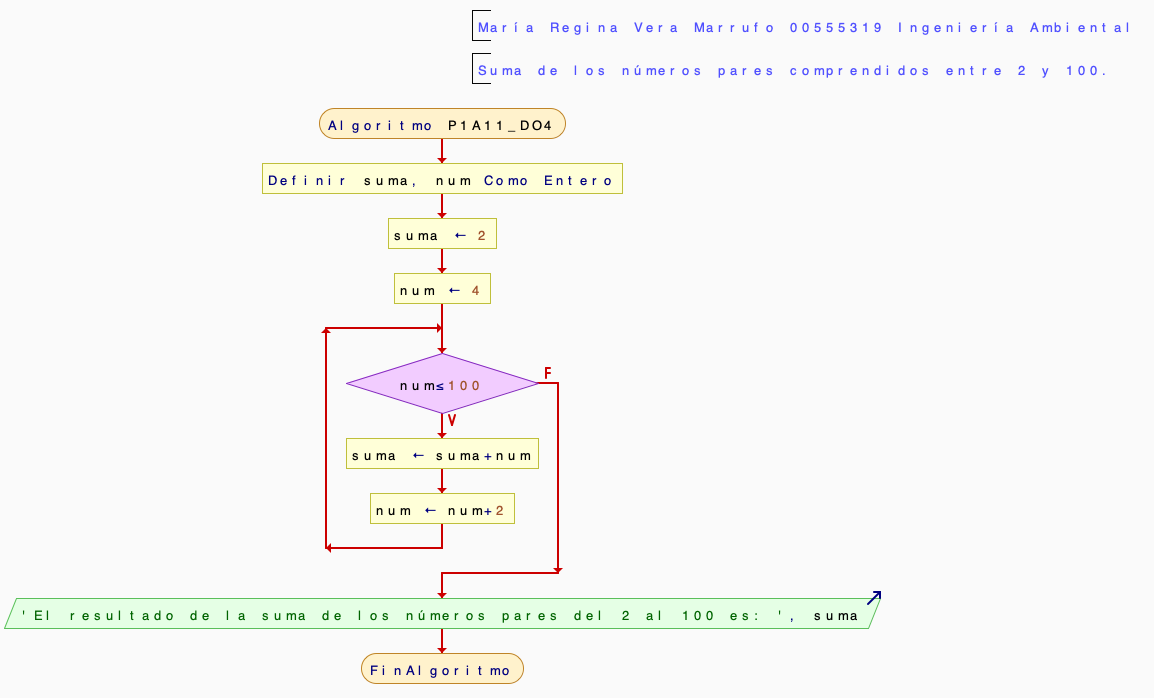 María Regina Vera Marrufo 00555319 Ingeniería Ambiental
Suma de los números pares comprendidos entre 2 y 100.
Algoritmo P1A11_DO4
Definir suma, num Como Entero
suma ← 2
num ← 4
num≤100
F
V
suma ← suma+num
num ← num+2
'El resultado de la suma de los números pares del 2 al 100 es: ', suma
FinAlgoritmo